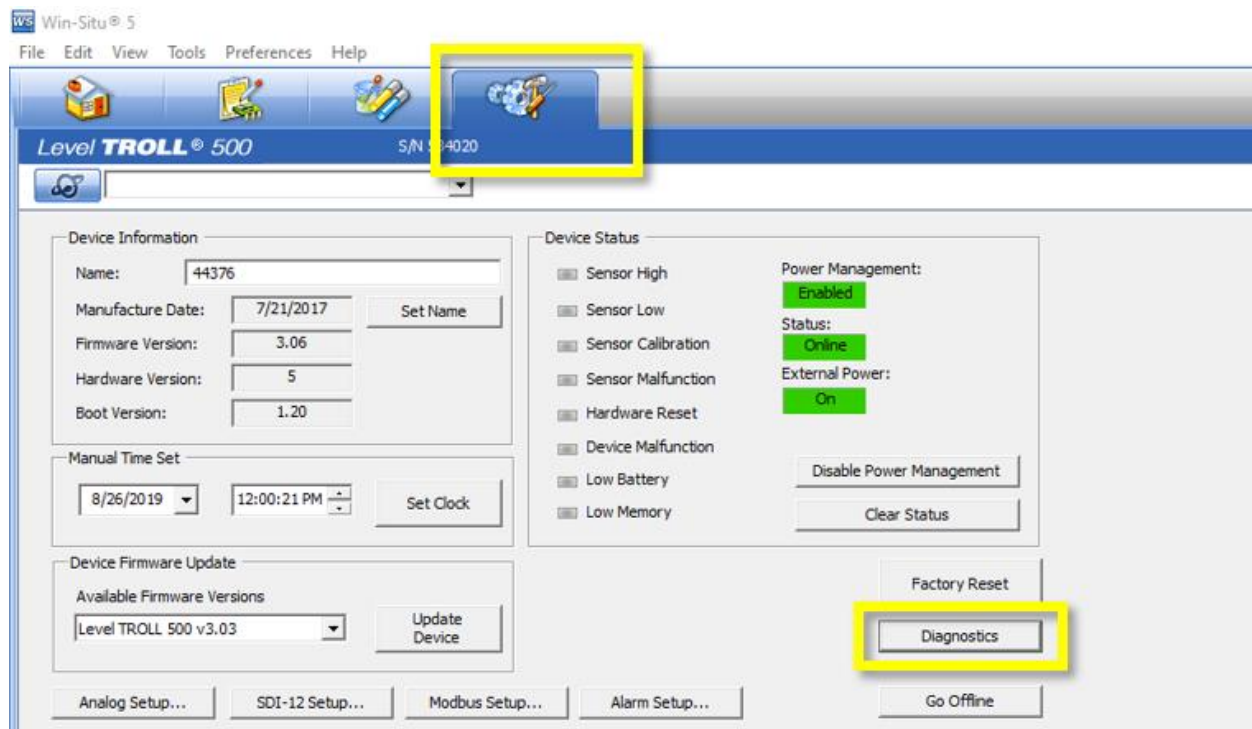 Win-Situ® 5
File Edit View Tools Preferences Help
Level TROLL® 500 S/N 4020
Device Information
Name: 44376
Manufacture Date: 7/21/2017
Set Name
Firmware Version: 3.06
Hardware Version: 5
Boot Version: 1.20
Manual Time Set
8/26/2019 12:00:21 PM Set Clock
Device Firmware Update
Available Firmware Versions
Level TROLL 500 v3.03
Update
Device
Device Status
Sensor High
Sensor Low
Sensor Calibration
Sensor Malfunction
Hardware Reset
Device Malfunction
Low Battery
Low Memory
Power Management:
Enabled
Status:
Online
External Power:
On
Disable Power Management
Clear Status
Factory Reset
Diagnostics
Analog Setup... SDI-12 Setup... Modbus Setup... Alarm Setup... Go Offline